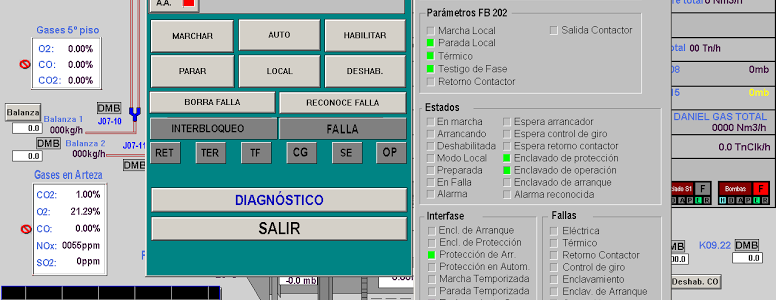 A.A.
Gases 5º piso
O2: 0.00%
CO: 0.00%
CO2: 0.00%
DMB
Balanza
Balanza 1
0.0
000kg/h
J07-10
DMB
Balanza 2
0.0
000kg/h
J07-11
DMB
Gases en Arteza
CO2: 1.00%
O2: 21.29%
CO: 0.00%
NOx: 0055ppm
SO2: 0ppm
MARCHAR
AUTO
HABILITAR
PARAR
LOCAL
DESHAB.
BORRA FALLA
RECONOCE FALLA
INTERBLOQUEO
FALLA
RET
TER
TF
CG
SE
OP
DIAGNÓSTICO
SALIR
-0.0 mb
Parámetros FB 202
Marcha Local
Salida Contactor
Parada Local
Térmico
Testigo de Fase
Retorno Contactor
Estados
En marcha
Espera arrancador
Arrancando
Espera control de giro
Deshabilitada
Espera retorno contactor
Modo Local
Enclavado de protección
Preparada
Enclavado de operación
En Falla
Enclavado de arranque
Alarma
Alarma reconocida
Interfase
Encl. de Arranque
Encl. de Protección
Protección de Arr.
Protección en Autom.
Marcha Temporizada
Parada Temporizada
Fallas
Eléctrica
Térmico
Retorno Contactor
Control de giro
Enclavamiento
Enclav. de Arranque
0 Nm3/h
otal 00 Tn/h
08 0mb
15 0mb
DANIEL GAS TOTAL
0000 Nm3/h
0.0 TnClk/h
clado S1 F
Bombas F
D A P E R
H D A P E R
MB
K09.22
DMB
00.0
0.0
Deshab. CO